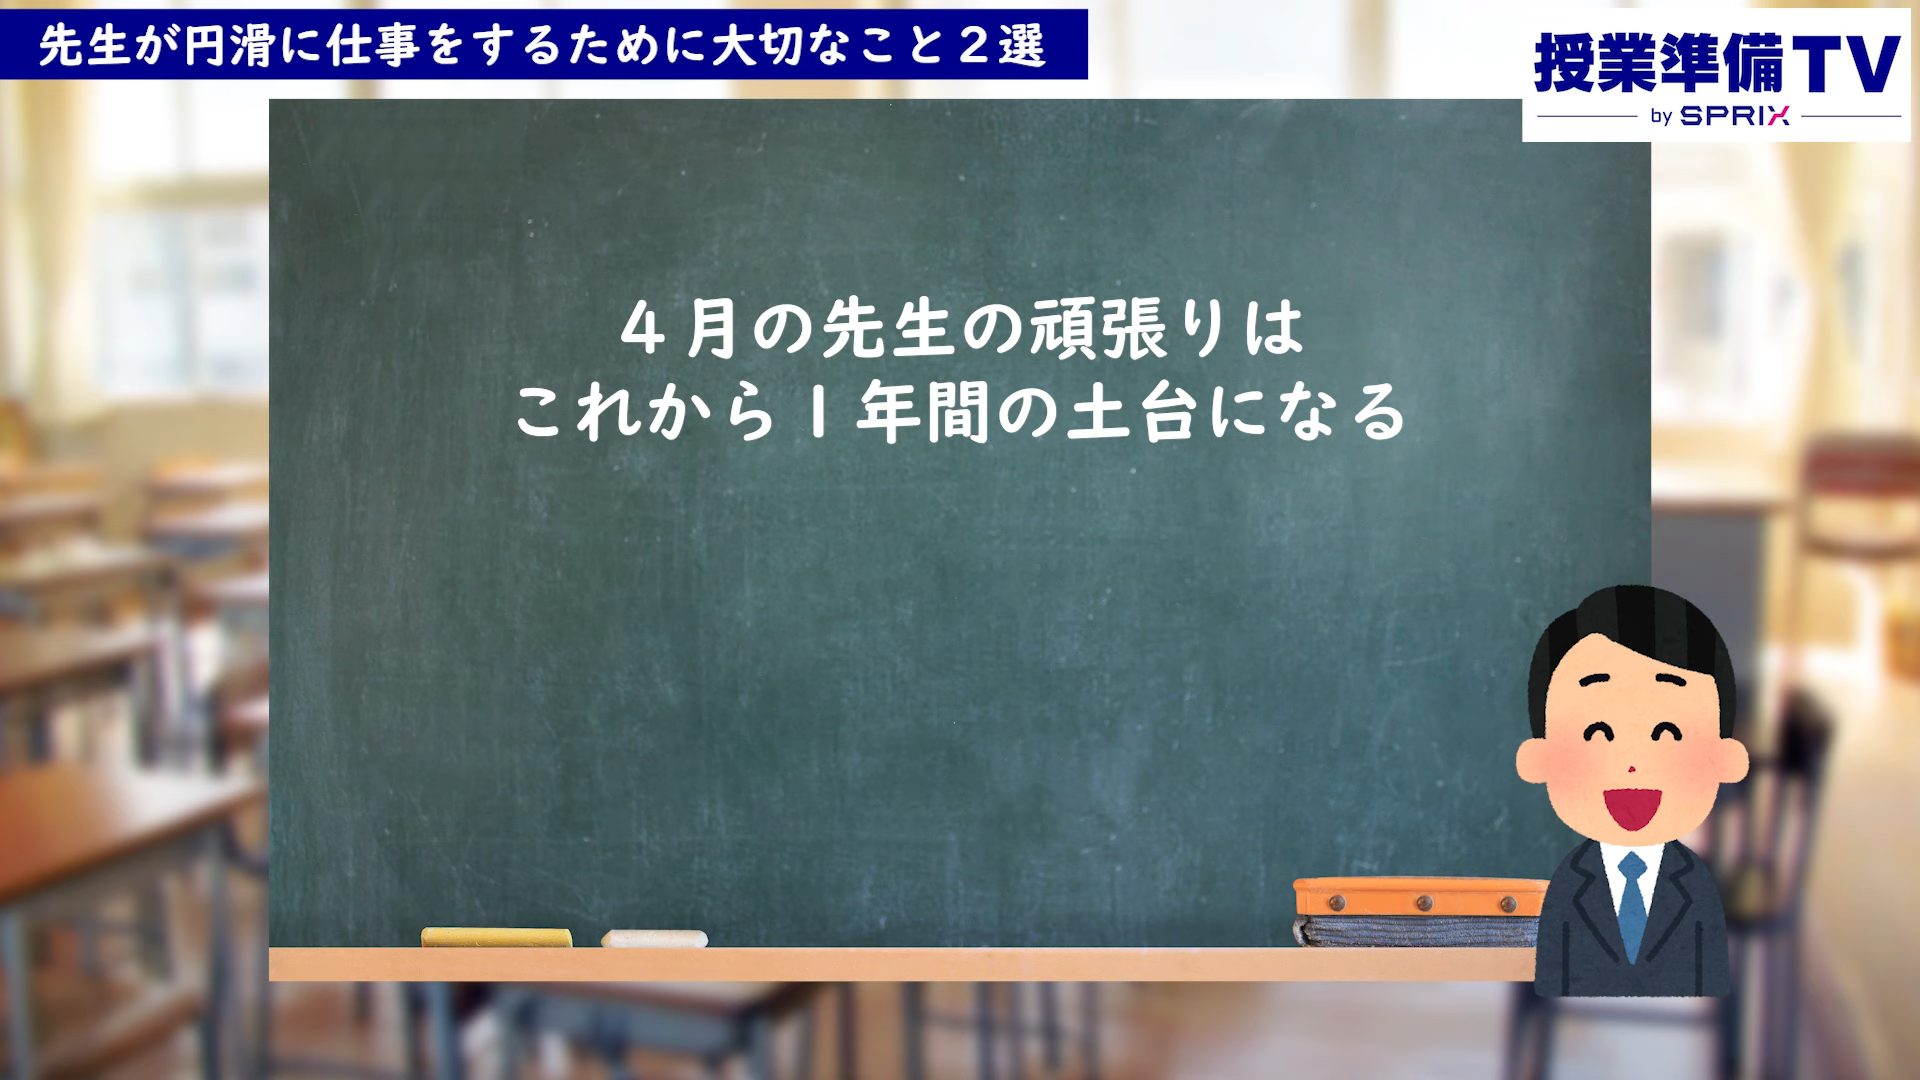 先生が円滑に仕事をするために大切なこと２選
授業準備TV
by SPRIX
４月の先生の頑張りは
これから１年間の土台になる